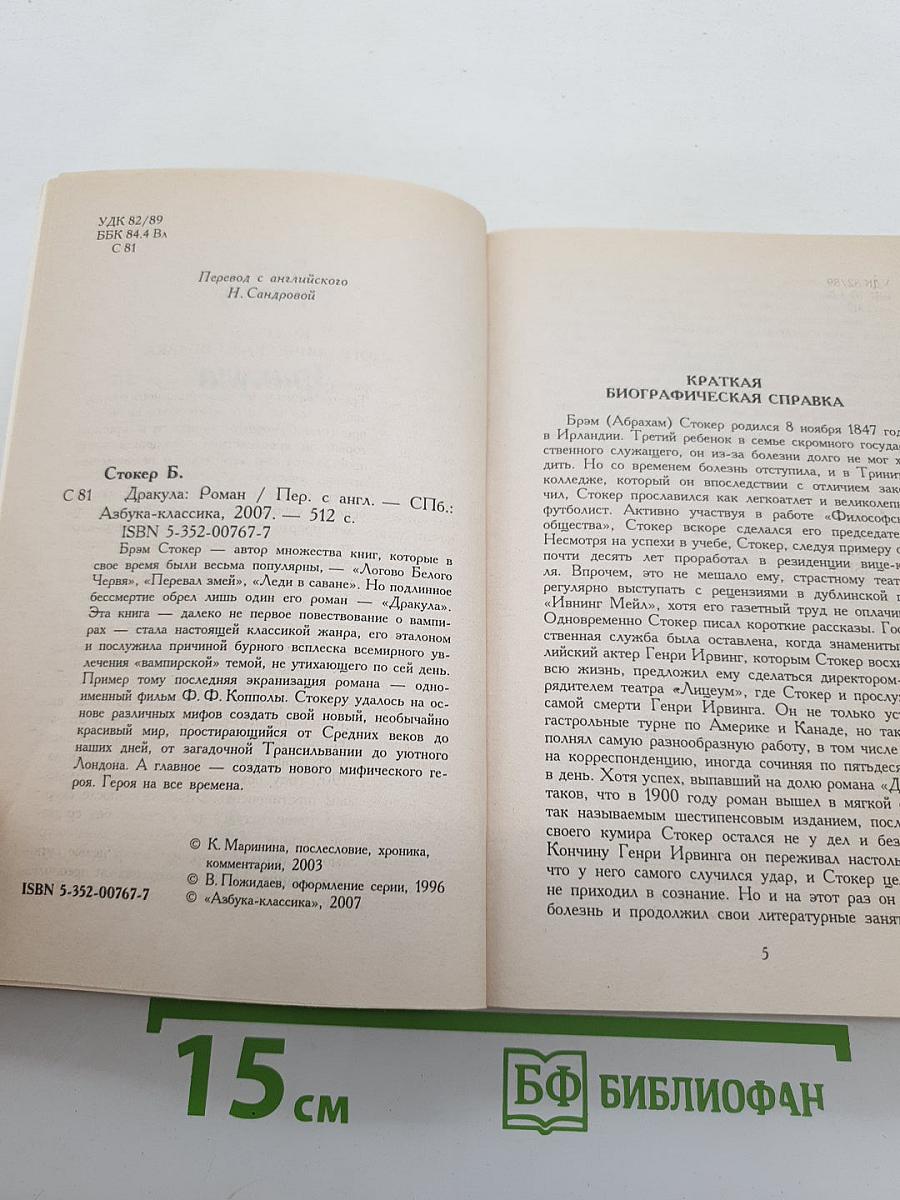 УДК 82/89
ББК 84.4 Вл
С 81
Перевод с английского
Н. Сандровой
Стокер Б.
С 81 Дракула: Роман / Пер. с англ. — СПб.:
Азбука-классика, 2007. — 512 с.
ISBN 5-352-00767-7
Брэм Стокер — автор множества книг, которые в
свое время были весьма популярны, — «Логово Белого
Червя», «Перевал змей», «Леди в саване». Но подлинное
бессмертие обрел лишь один его роман — «Дракула».
Эта книга — далеко не первое повествование о вампи-
рах — стала настоящей классикой жанра, его эталоном
и послужила причиной бурного всплеска всемирного ув-
лечения «вампирской» темой, не утихающего по сей день.
Пример тому последняя экранизация романа — одно-
именный фильм Ф. Ф. Копполы. Стокеру удалось на ос-
нове различных мифов создать свой новый, необычайно
красивый мир, простирающийся от Средних веков до
наших дней, от загадочной Трансильвании до уютного
Лондона. А главное — создать нового мифического ге-
роя. Героя на все времена.
© К. Маринина, послесловие, хроника,
комментарии, 2003
© В. Пожидаев, оформление серии, 1996
© «Азбука-классика», 2007
ISBN 5-352-00767-7
КРАТКАЯ
БИОГРАФИЧЕСКАЯ СПРАВКА
Брэм (Абрахам) Стокер родился 8 ноября 1847 год
в Ирландии. Третий ребенок в семье скромного госуда
ственного служащего, он из-за болезни долго не мог х
дить. Но со временем болезнь отступила, и в Тринит
колледже, который он впоследствии с отличием зако
чил, Стокер прославился как легкоатлет и великолепн
футболист. Активно участвуя в работе «Философск
общества», Стокер вскоре сделался его председате
Несмотря на успехи в учебе, Стокер, следуя примеру о
почти десять лет проработал в резиденции вице-к
ля. Впрочем, это не мешало ему, страстному теат
регулярно выступать с рецензиями в дублинской г
«Ивнинг Мейл», хотя его газетный труд не оплачи
Одновременно Стокер писал короткие рассказы. Гос
ственная служба была оставлена, когда знаменитый
лийский актер Генри Ирвинг, которым Стокер восхи
всю жизнь, предложил ему сделаться директором-
рядителем театра «Лицеум», где Стокер и прослуж
самой смерти Генри Ирвинга. Он не только уст
гастрольные турне по Америке и Канаде, но так
полнял самую разнообразную работу, в том числе
на корреспонденцию, иногда сочиняя по пятьдеся
в день. Хотя успех, выпавший на долю романа «Д
таков, что в 1900 году роман вышел в мягкой
так называемым шестипенсовым изданием, посл
своего кумира Стокер остался не у дел и без
Кончину Генри Ирвинга он переживал настоль
что у него самого случился удар, и Стокер це
не приходил в сознание. Но и на этот раз он
болезнь и продолжил свои литературные занят
5
15 см
БФ БИБЛИОФАН